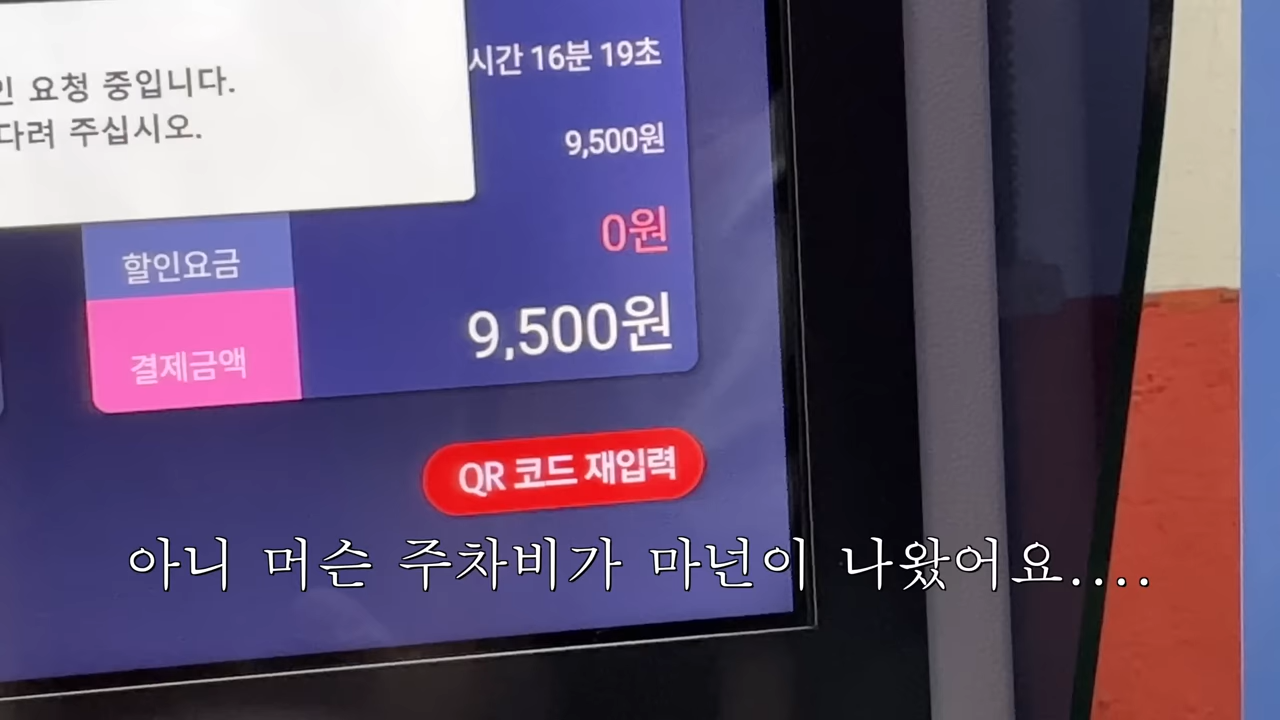 시간 16분 19초
인 요청 중입니다.
다려 주십시오.
9,500원
0원
할인요금
9,500원
결제금액
QR 코드 재입력
아니 머슨 주차비가 마넌이 나왔어요....